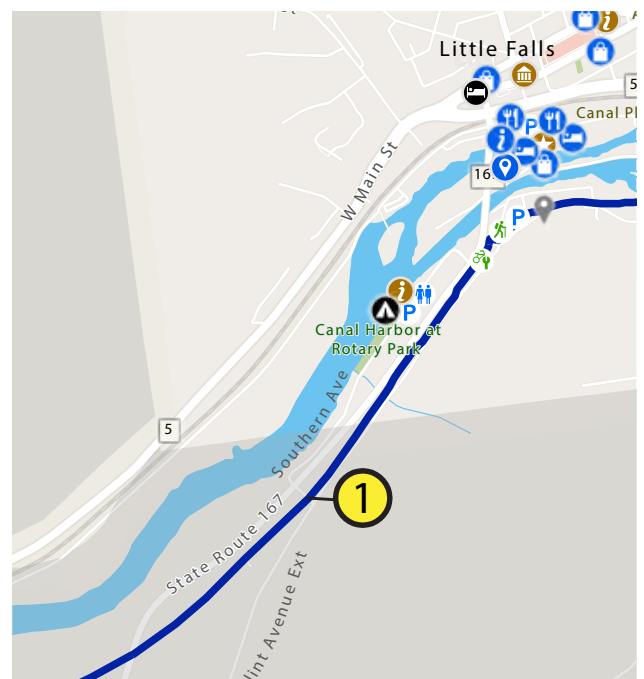 Little Falls
5
Canal Pl
P
16
W Main St
P
P
Canal Harbor at
Rotary Park
Southern Ave
5
1
State Route 167
lint Avenue Ext